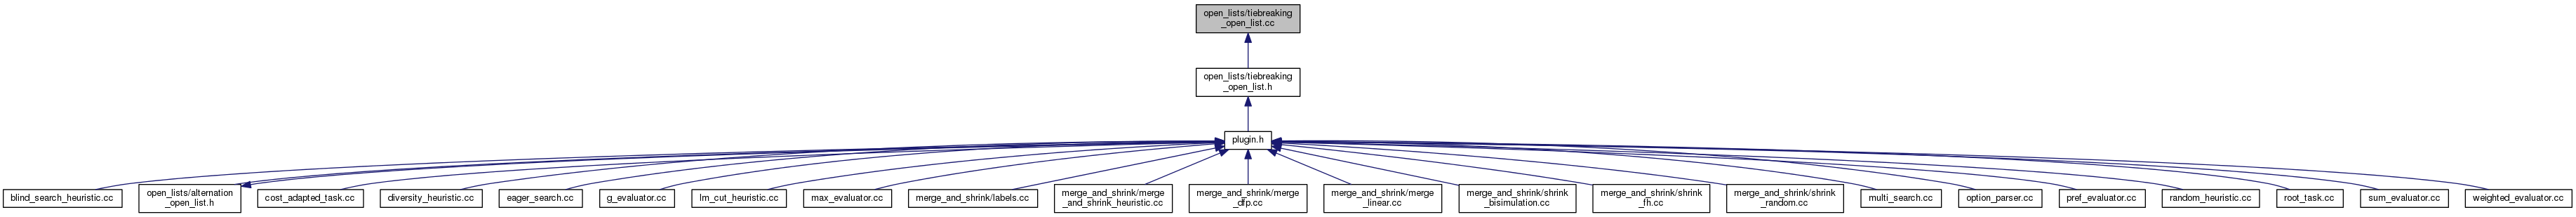 open_lists/tiebreaking
_open_list.cc
open_lists/tiebreaking
_open_list.h
plugin.h
blind_search_heuristic.cc
open_lists/alternation
_open_list.h
cost_adapted_task.cc
diversity_heuristic.cc
eager_search.cc
g_evaluator.cc
lm_cut_heuristic.cc
max_evaluator.cc
merge_and_shrink/labels.cc
merge_and_shrink/merge
_and_shrink_heuristic.cc
merge_and_shrink/merge
_dfp.cc
merge_and_shrink/merge
_linear.cc
merge_and_shrink/shrink
_bisimulation.cc
merge_and_shrink/shrink
_fh.cc
merge_and_shrink/shrink
_random.cc
multi_search.cc
option_parser.cc
pref_evaluator.cc
random_heuristic.cc
root_task.cc
sum_evaluator.cc
weighted_evaluator.cc